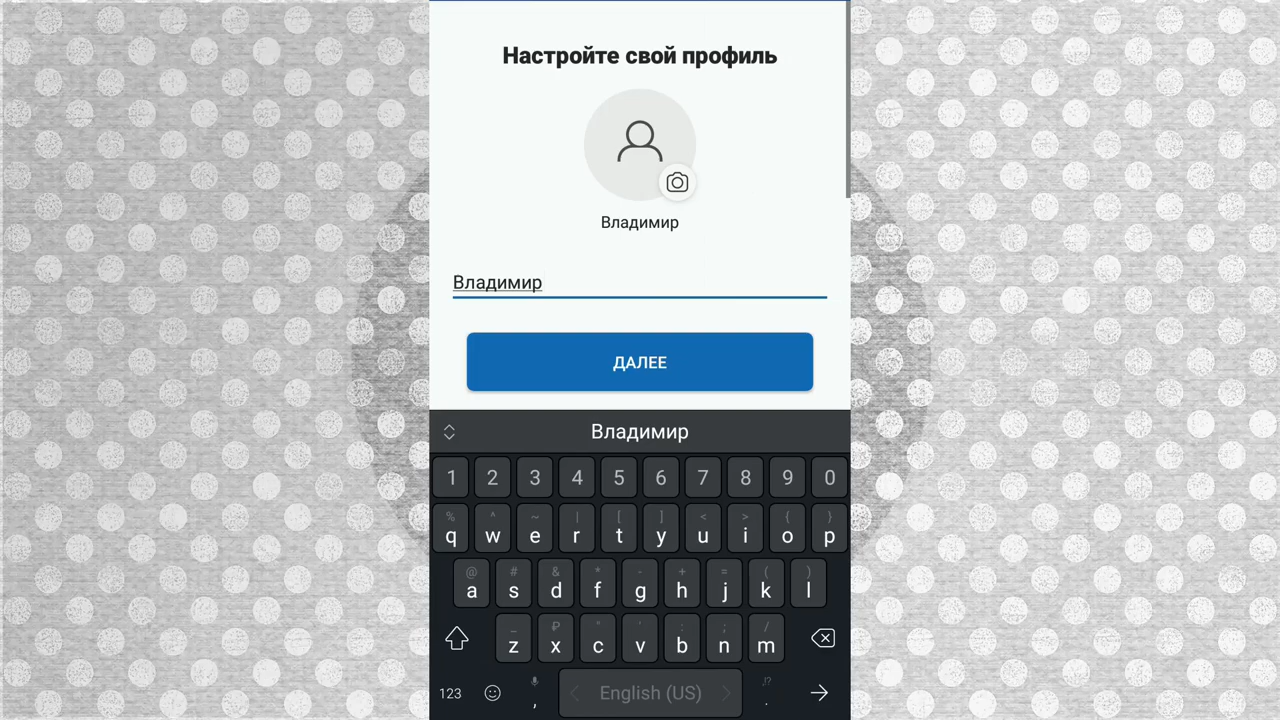 Настройте свой профиль
Владимир
Владимир
ДАЛЕЕ
Владимир
1 2 3 4 5 6 7 8 9 0
% ^ ~ | [ ] < > { }
q w e r t y u i o p
@ # & * - + = ( )
a s d f g h j k l
_ ₽ " ' : ; /
z x c v b n m
123 , English (US) ,!? .